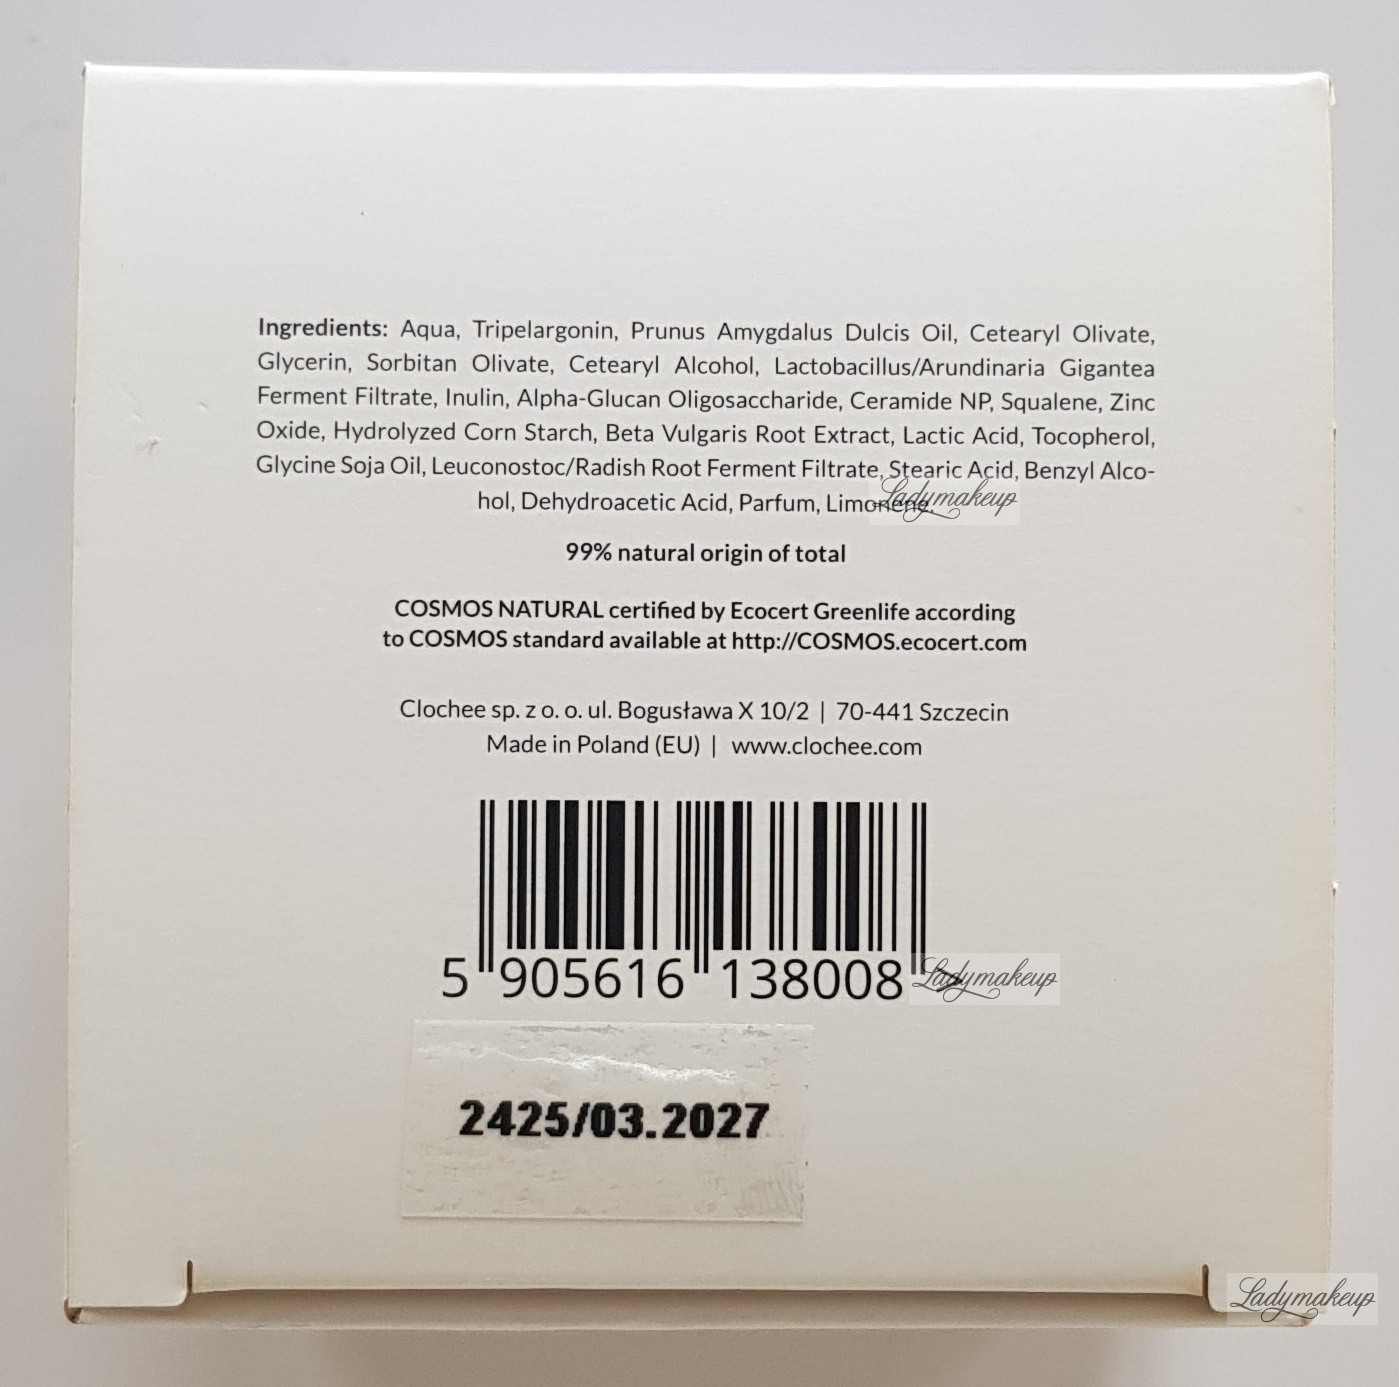 Ingredients: Aqua, Tripelargonin, Prunus Amygdalus Dulcis Oil, Cetearyl Olivate,
Glycerin, Sorbitan Olivate, Cetearyl Alcohol, Lactobacillus/Arundinaria Gigantea
Ferment Filtrate, Inulin, Alpha-Glucan Oligosaccharide, Ceramide NP, Squalene, Zinc
Oxide, Hydrolyzed Corn Starch, Beta Vulgaris Root Extract, Lactic Acid, Tocopherol,
Glycine Soja Oil, Leuconostoc/Radish Root Ferment Filtrate, Stearic Acid, Benzyl Alco-
hol, Dehydroacetic Acid, Parfum, Limonene.
Ladymakeup
99% natural origin of total
COSMOS NATURAL certified by Ecocert Greenlife according
to COSMOS standard available at http://COSMOS.ecocert.com
Clochee sp. z o. o. ul. Bogusława X 10/2 | 70-441 Szczecin
Made in Poland (EU) | www.clochee.com
5 905616 138008 >
Ladymakeup
2425/03.2027
Ladymakeup